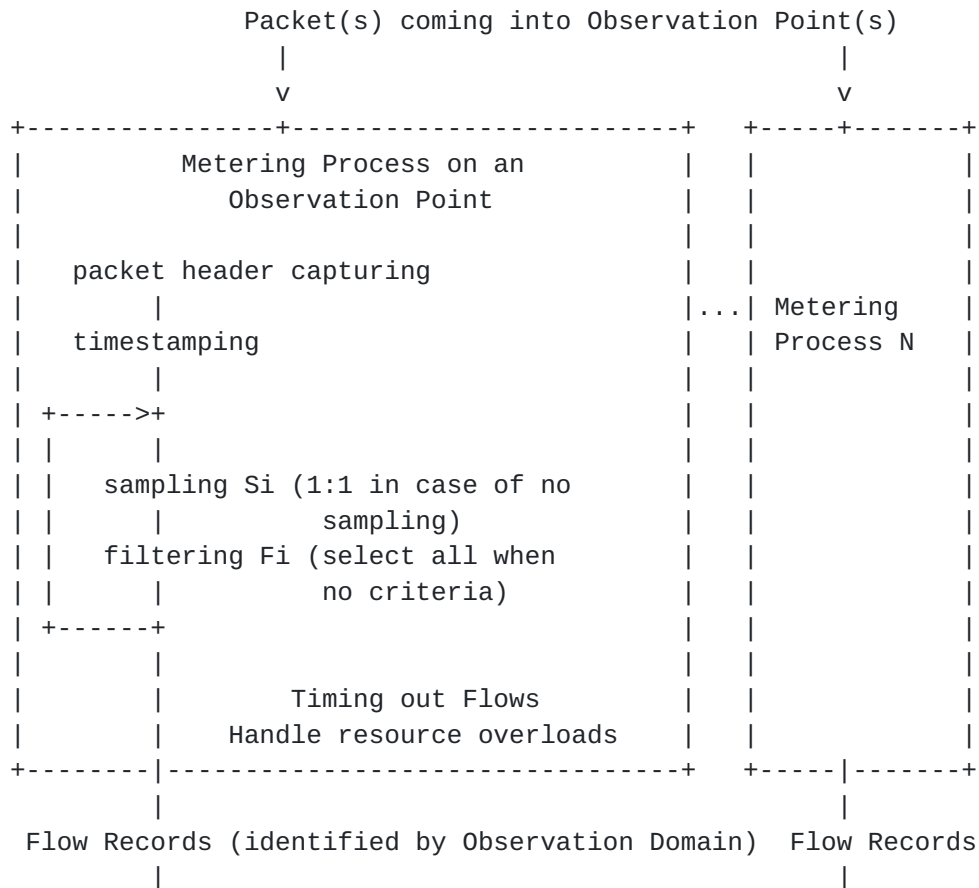 Packet(s) coming into Observation Point(s)
Metering Process on an
Observation Point
packet header capturing
... Metering
timestamping Process N
sampling Si (1:1 in case of no
sampling)
filtering Fi (select all when
no criteria)
Timing out Flows
Handle resource overloads
Flow Records (identified by Observation Domain) Flow Records